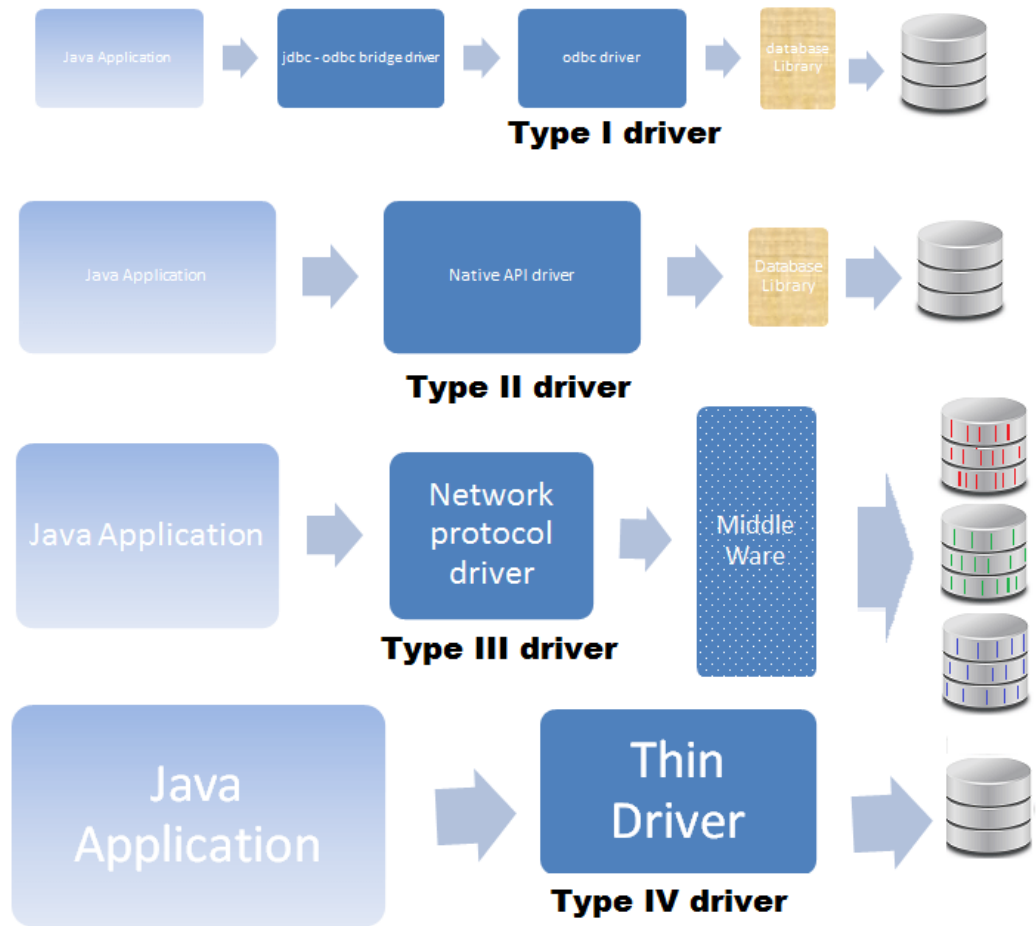 Java Application
jdbc - odbc bridge driver
odbc driver
database
Library
Type I driver
Java Application
Native API driver
Database
Library
Type II driver
Java Application
Network
protocol
driver
Middle
Ware
Type III driver
Java
Application
Thin
Driver
Type IV driver